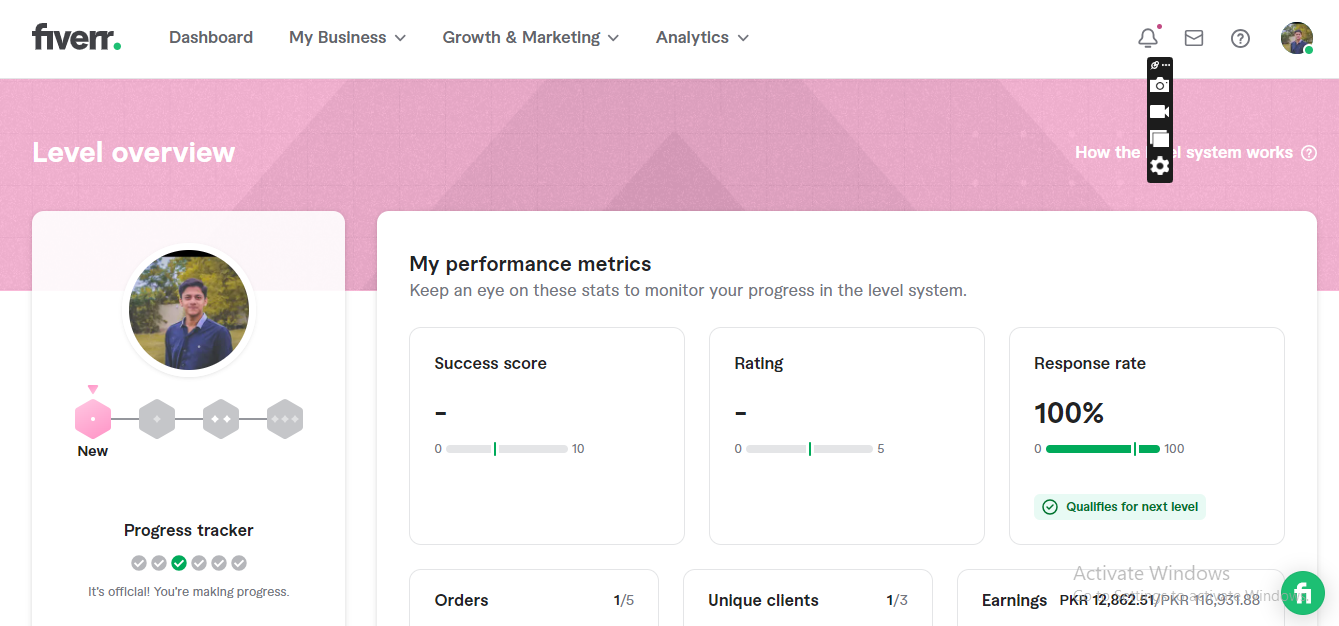 fiverr.
Dashboard
My Business
Growth & Marketing
Analytics
Level overview
How the system works
My performance metrics
Keep an eye on these stats to monitor your progress in the level system.
New
Progress tracker
It's official! You're making progress.
Success score
-
0 10
Rating
-
0 5
Response rate
100%
0 100
Qualifies for next level
Orders 1/5
Unique clients 1/3
Earnings PKR 12,862.51/PKR 116,931.88
Activate Windows
Go to Settings to activate Windows
fi